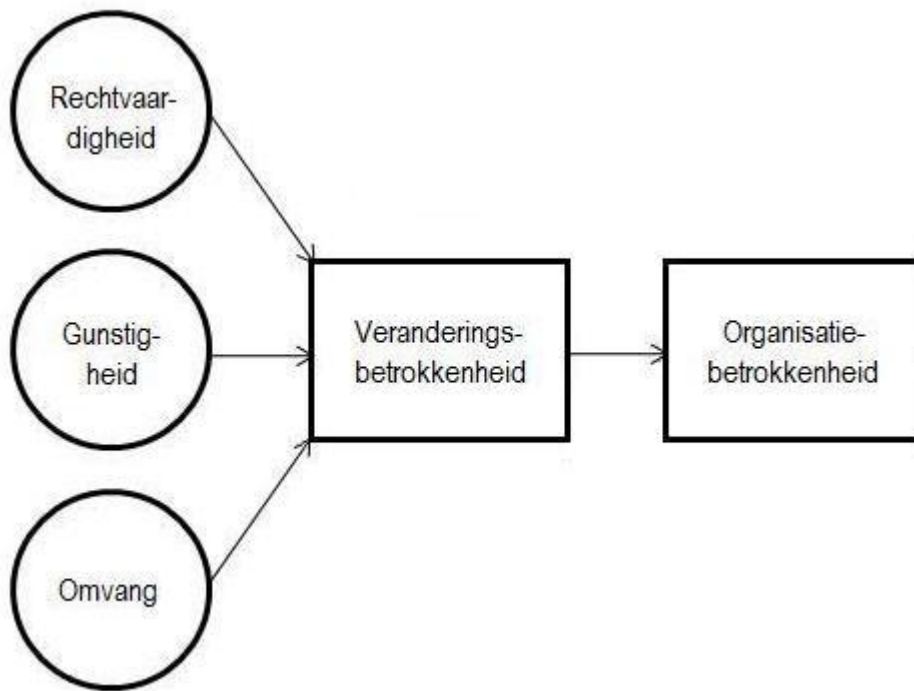 Rechtvaar-
digheid
Gunstig-
heid
Veranderings-
betrokkenheid
Organisatie-
betrokkenheid
Omvang